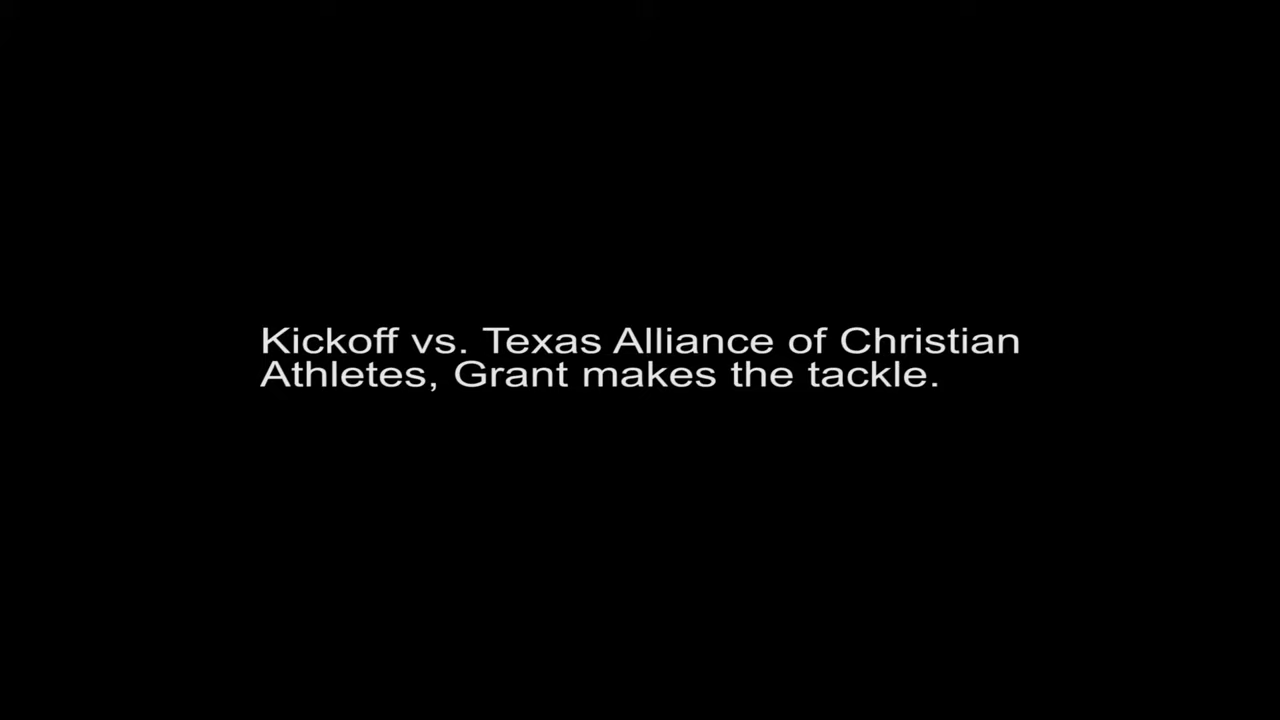 Kickoff vs. Texas Alliance of Christian
Athletes, Grant makes the tackle.